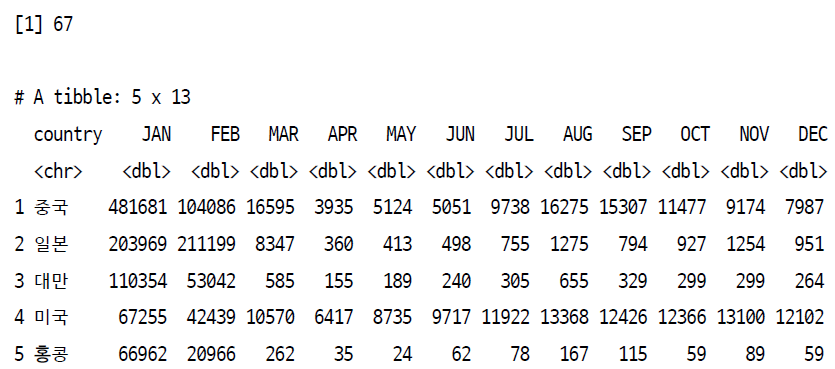 [1] 67
# A tibble: 5 x 13
country JAN FEB MAR APR MAY JUN JUL AUG SEP OCT NOV DEC
<chr> <dbl> <dbl> <dbl> <dbl> <dbl> <dbl> <dbl> <dbl> <dbl> <dbl> <dbl> <dbl>
1 중국 481681 104086 16595 3935 5124 5051 9738 16275 15307 11477 9174 7987
2 일본 203969 211199 8347 360 413 498 755 1275 794 927 1254 951
3 대만 110354 53042 585 155 189 240 305 655 329 299 299 264
4 미국 67255 42439 10570 6417 8735 9717 11922 13368 12426 12366 13100 12102
5 홍콩 66962 20966 262 35 24 62 78 167 115 59 89 59